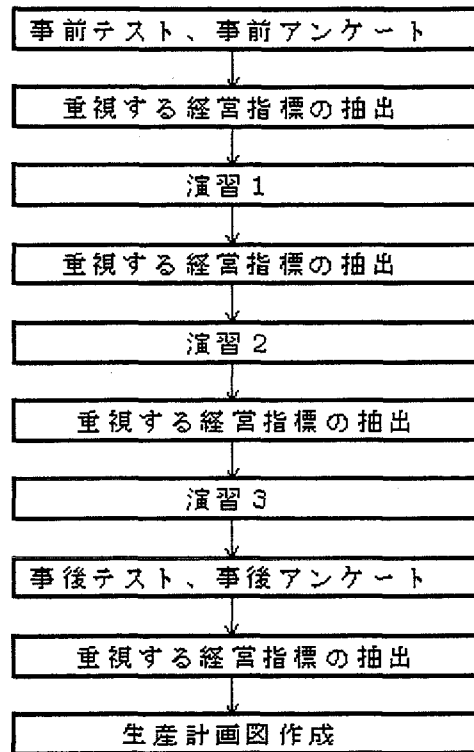 事前テスト、事前アンケート
重視する経営指標の抽出
演習1
重視する経営指標の抽出
演習2
重視する経営指標の抽出
演習3
事後テスト、事後アンケート
重視する経営指標の抽出
生産計画図作成